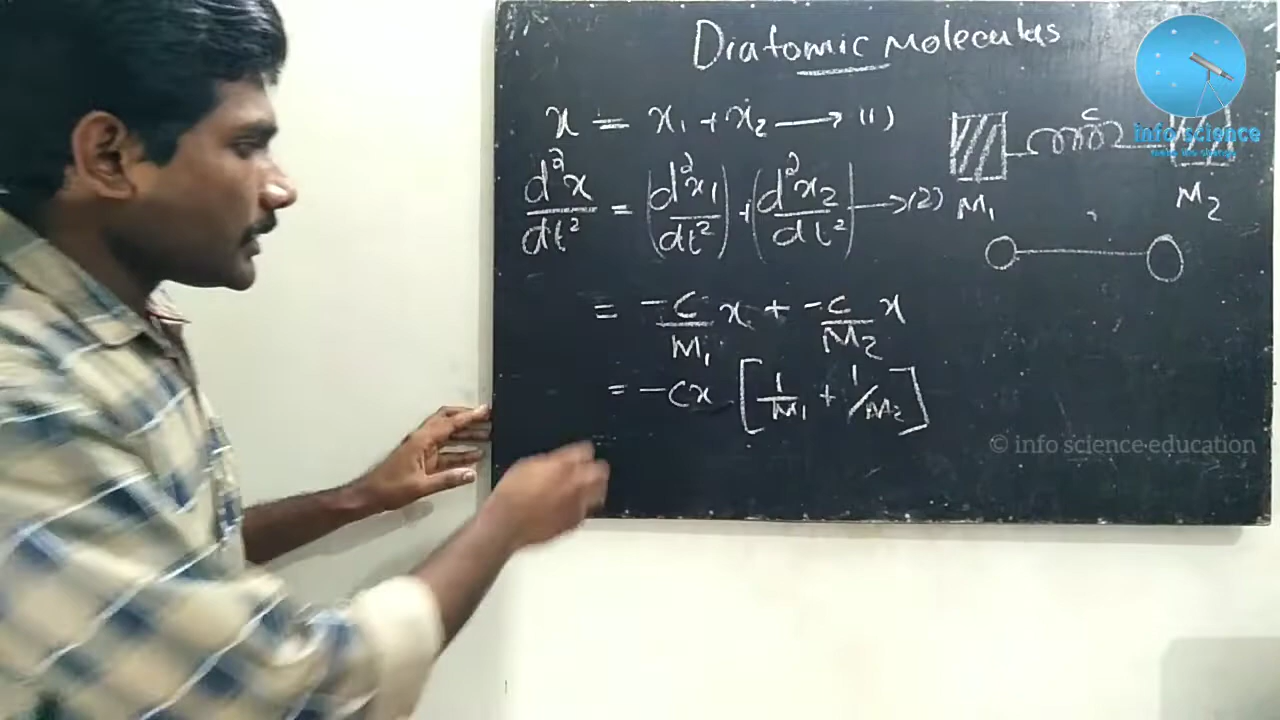 Diatomic Moleculas
x = x₁ + x₂ ⟶ (1)
C
info science
d²x/dt² = (d²x₁/dt²) + (d²x₂/dt²) ⟶ (2)
M₁
M₂
= -C/M₁ x + -C/M₂ x
= -Cx [1/M₁ + 1/M₂]
© info science education